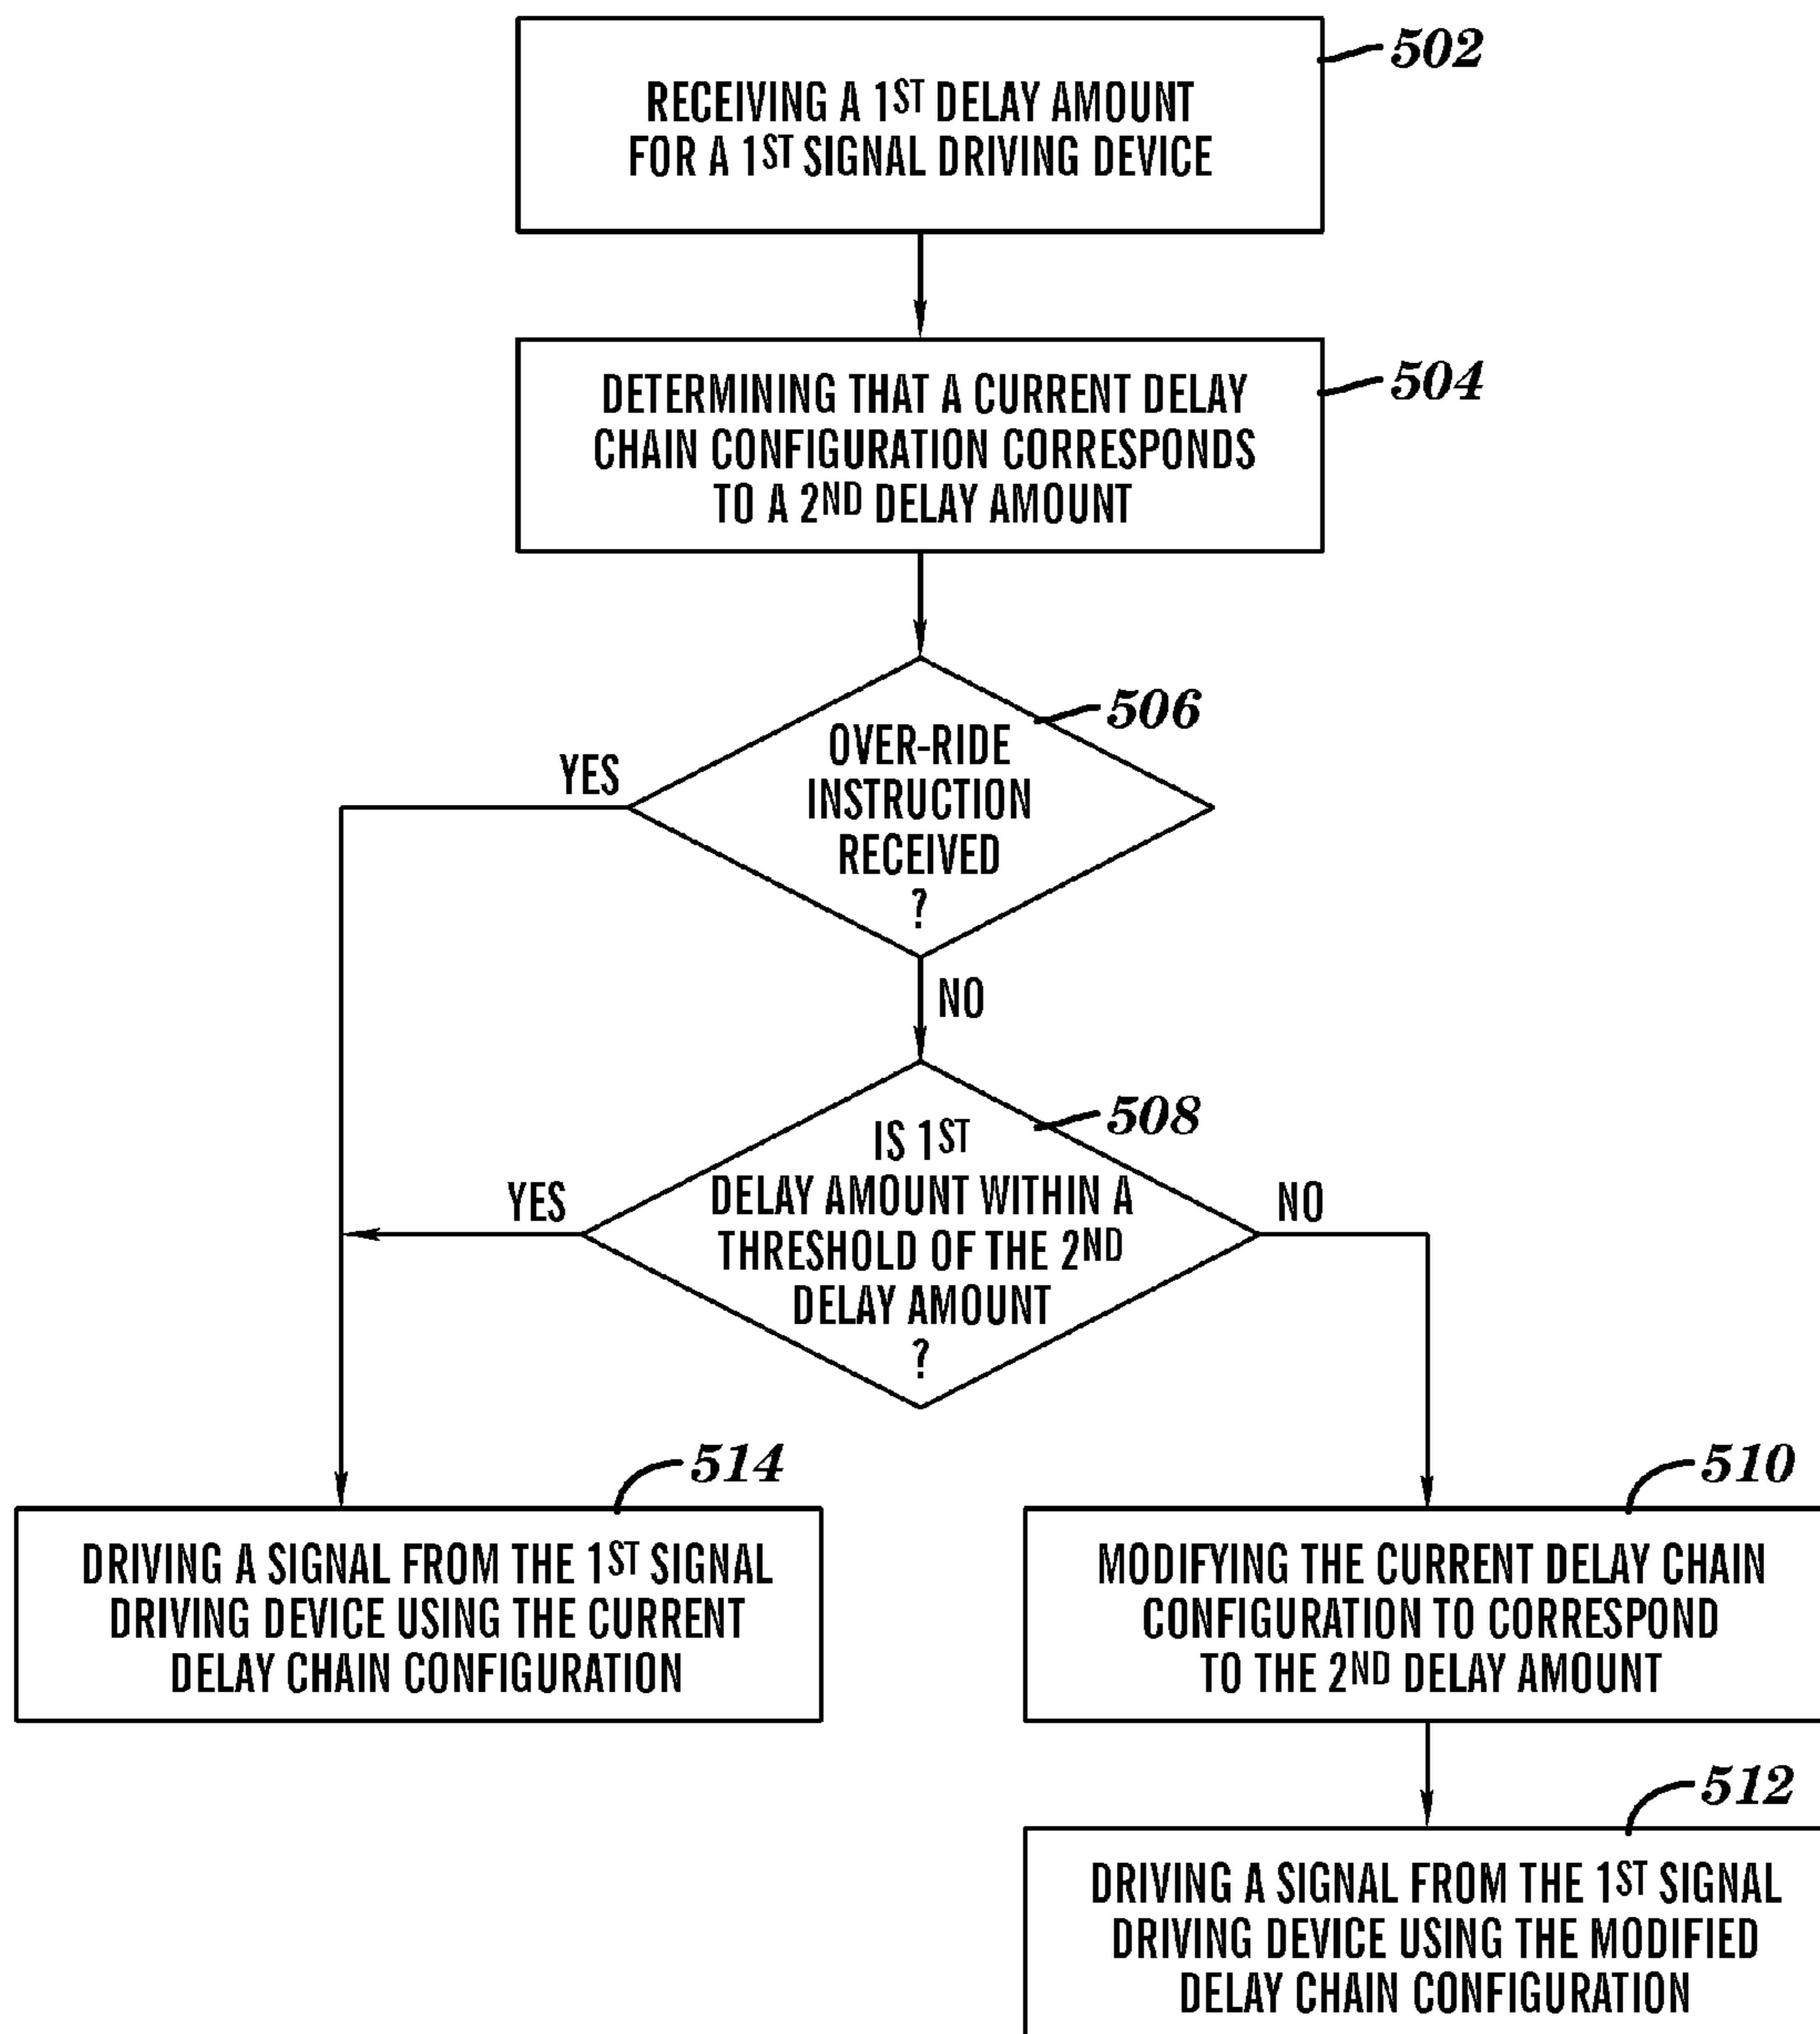 502
RECEIVING A 1ST DELAY AMOUNT
FOR A 1ST SIGNAL DRIVING DEVICE
504
DETERMINING THAT A CURRENT DELAY
CHAIN CONFIGURATION CORRESPONDS
TO A 2ND DELAY AMOUNT
506
OVER-RIDE
INSTRUCTION
RECEIVED
?
YES
NO
508
IS 1ST
DELAY AMOUNT WITHIN A
THRESHOLD OF THE 2ND
DELAY AMOUNT
?
YES
NO
514
DRIVING A SIGNAL FROM THE 1ST SIGNAL
DRIVING DEVICE USING THE CURRENT
DELAY CHAIN CONFIGURATION
510
MODIFYING THE CURRENT DELAY CHAIN
CONFIGURATION TO CORRESPOND
TO THE 2ND DELAY AMOUNT
512
DRIVING A SIGNAL FROM THE 1ST SIGNAL
DRIVING DEVICE USING THE MODIFIED
DELAY CHAIN CONFIGURATION